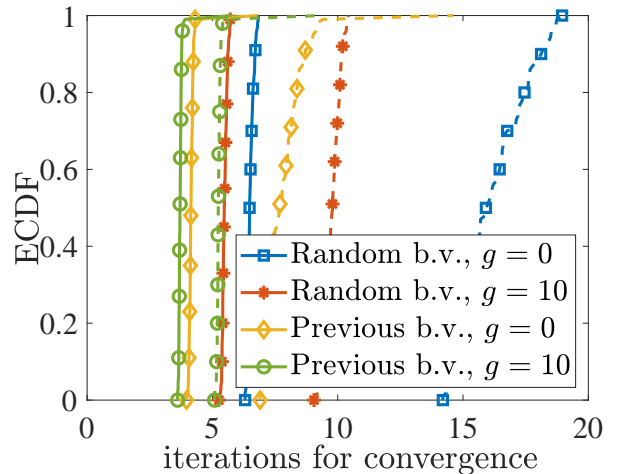 1
0.8
0.6
0.4
0.2
0
ECDF
Random b.v., g = 0
Random b.v., g = 10
Previous b.v., g = 0
Previous b.v., g = 10
0 5 10 15 20
iterations for convergence